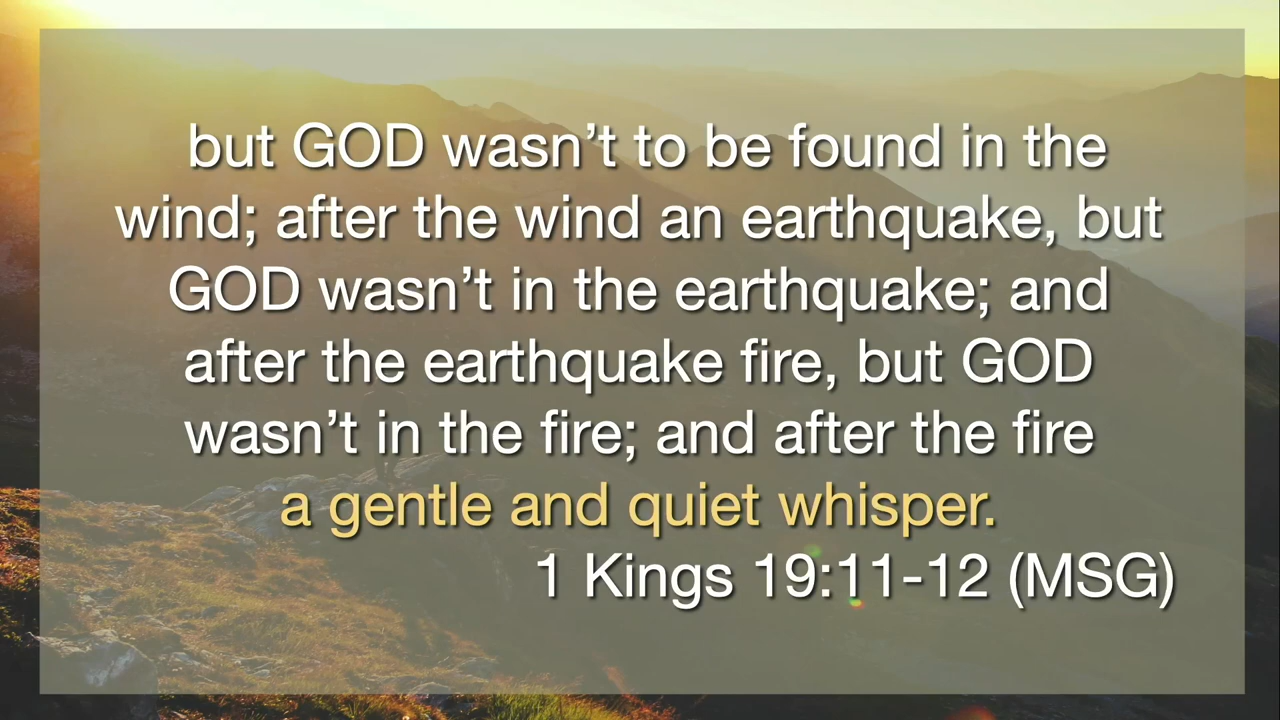 but GOD wasn’t to be found in the
wind; after the wind an earthquake, but
GOD wasn’t in the earthquake; and
after the earthquake fire, but GOD
wasn’t in the fire; and after the fire
a gentle and quiet whisper.
1 Kings 19:11-12 (MSG)